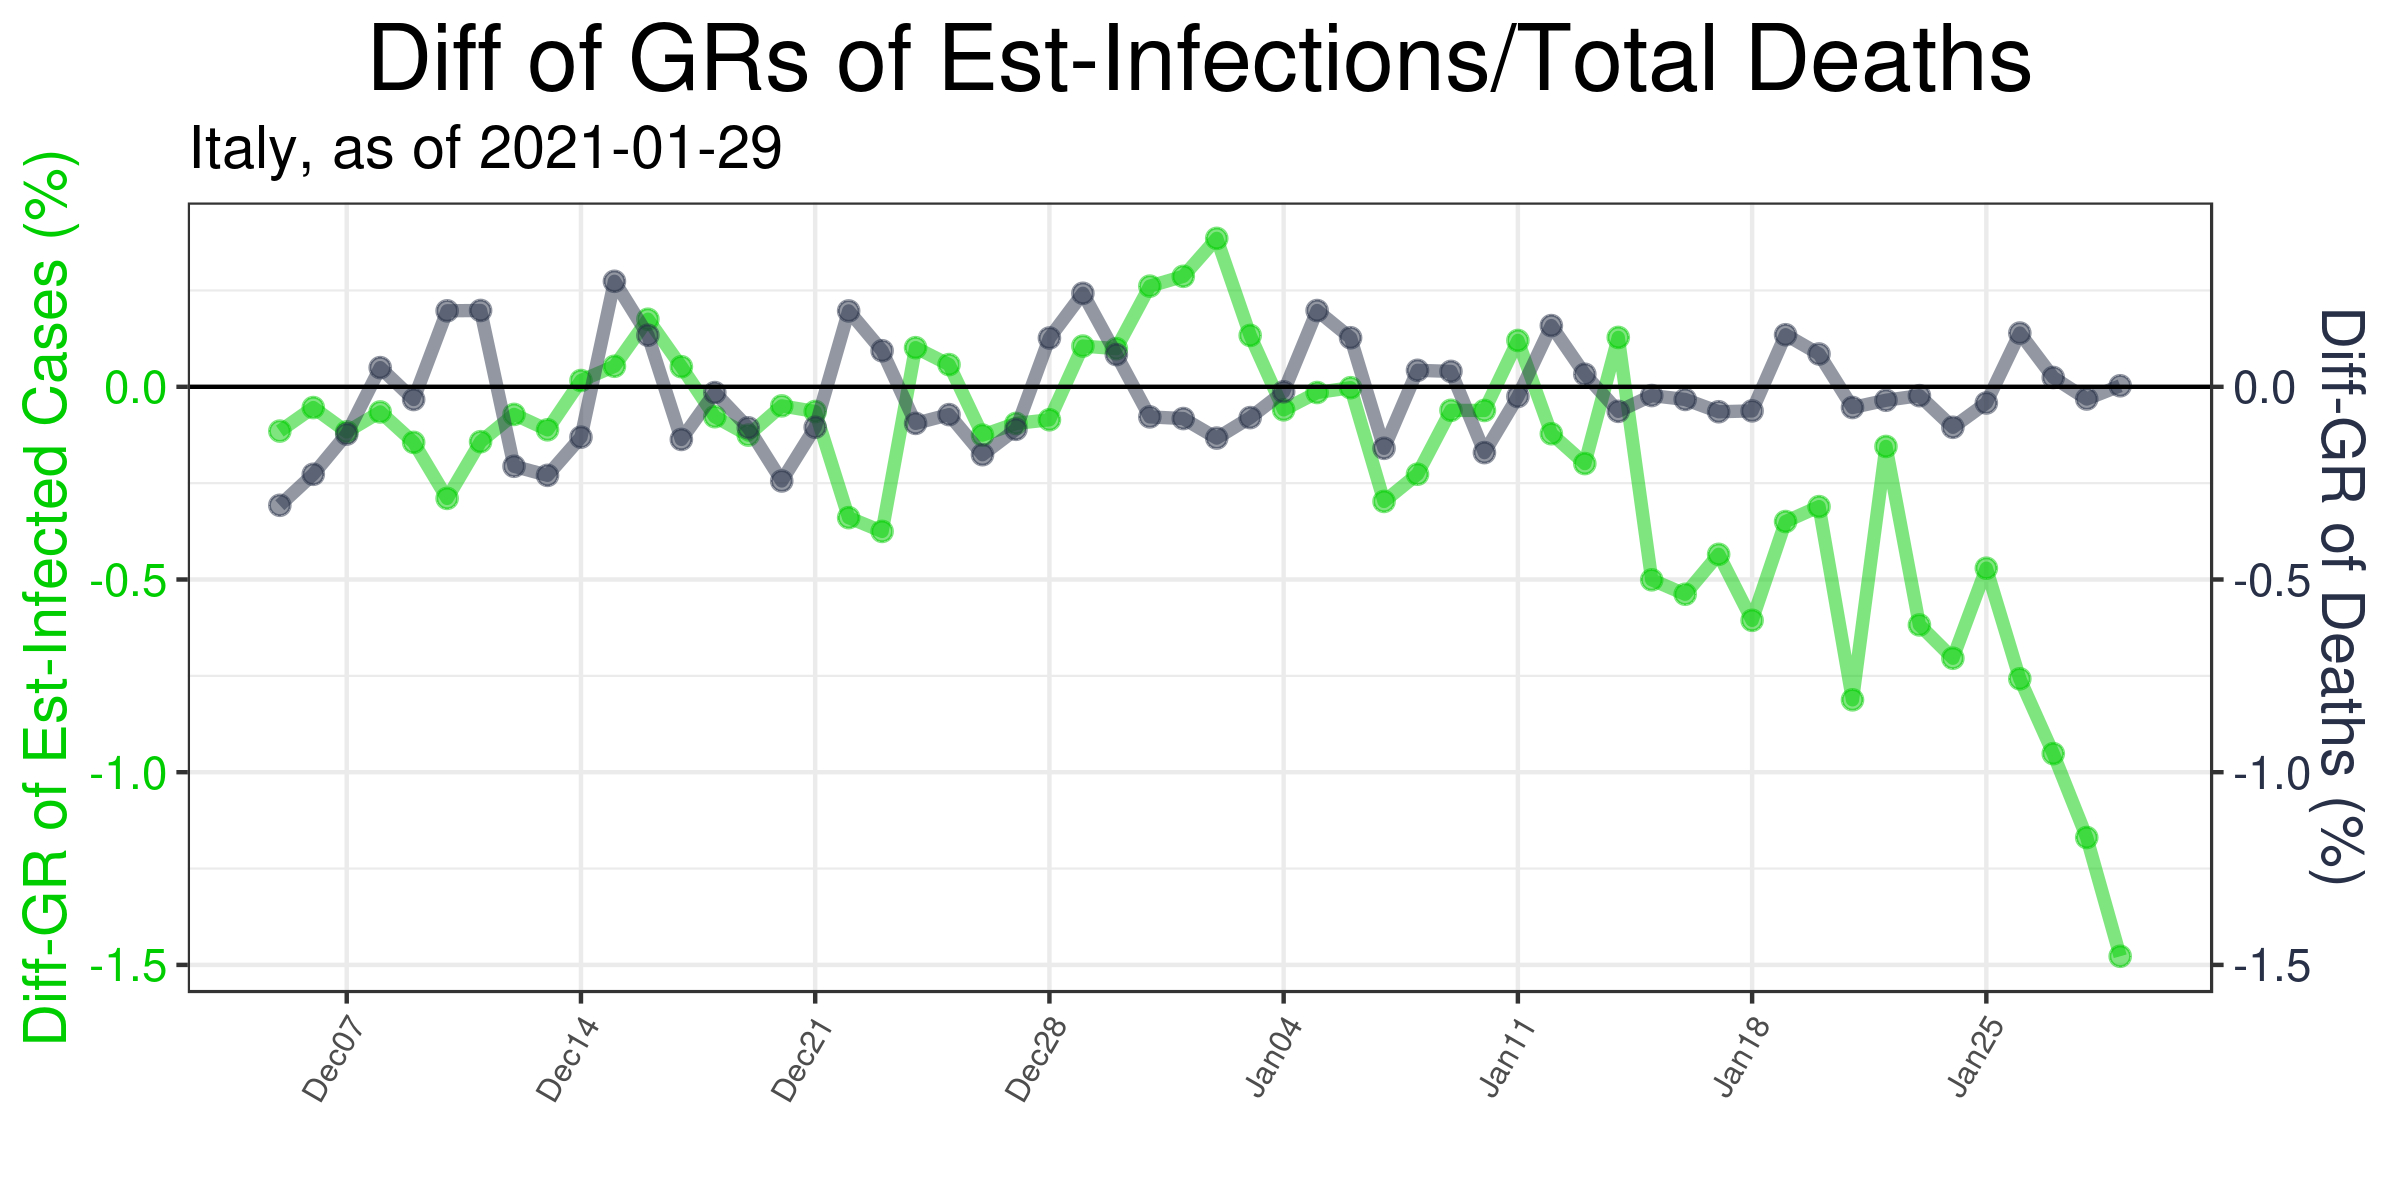 Diff of GRs of Est-Infections/Total Deaths
Italy, as of 2021-01-29
Diff-GR of Est-Infected Cases (%)
0.0
-0.5
-1.0
-1.5
0.0
-0.5
-1.0
-1.5
Diff-GR of Deaths (%)
Dec07
Dec14
Dec21
Dec28
Jan04
Jan11
Jan18
Jan25